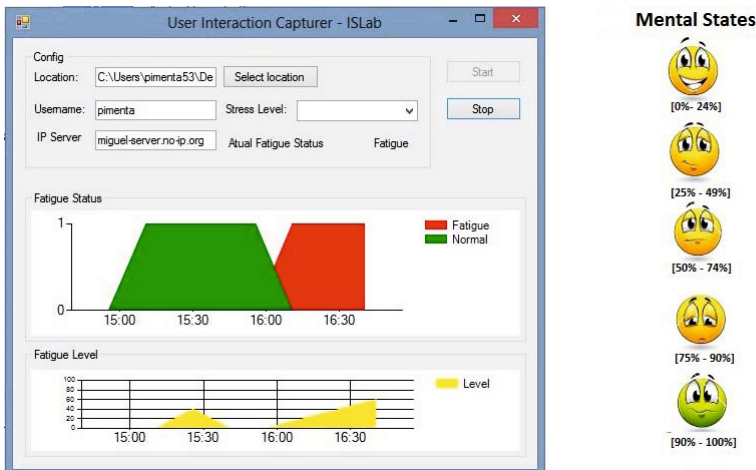 User Interaction Capturer - ISLab
Config
Location: C:\Users\pimenta53\De Select location
Start
Username: pimenta Stress Level:
Stop
IP Server miguel-server.no-ip.org Atual Fatigue Status Fatigue
Fatigue Status
1
0
15:00 15:30 16:00 16:30
Fatigue
Normal
Fatigue Level
100
80
60
40
20
0
15:00 15:30 16:00 16:30
Level
Mental States
[0%- 24%]
[25% - 49%]
[50% - 74%]
[75% - 90%]
[90% - 100%]